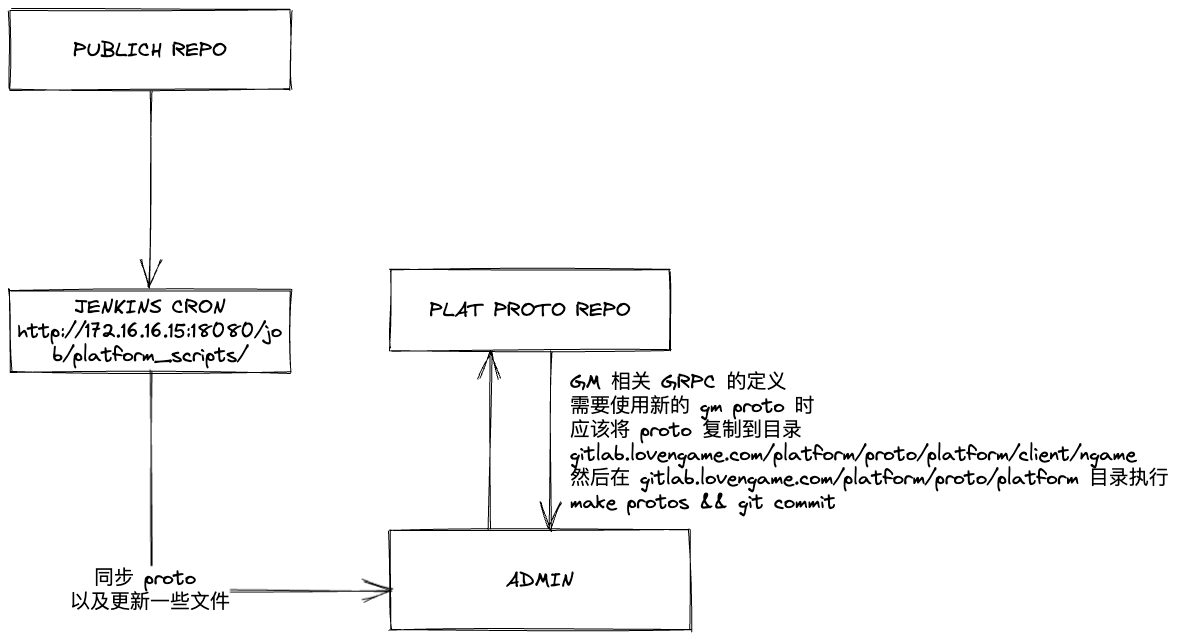 PUBLICH REPO
JENKINS CRON
http://172.16.16.15:18080/jo
b/platform_scripts/
PLAT PROTO REPO
GM 相关 GRPC 的定义
需要使用新的 gm proto 时
应该将 proto 复制到目录
gitlab.lovengame.com/platform/proto/platform/client/ngame
然后在 gitlab.lovengame.com/platform/proto/platform 目录执行
make protos && git commit
同步 proto
以及更新一些文件
ADMIN